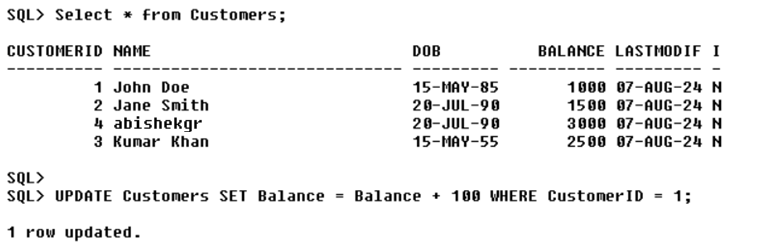 SQL> Select * from Customers;
CUSTOMERID NAME DOB BALANCE LASTMODIF I
---------- ------------------------------ --------- ---------- --------- -
1 John Doe 15-MAY-85 1000 07-AUG-24 N
2 Jane Smith 20-JUL-90 1500 07-AUG-24 N
4 abishekgr 20-JUL-90 3000 07-AUG-24 N
3 Kumar Khan 15-MAY-55 2500 07-AUG-24 N
SQL>
SQL> UPDATE Customers SET Balance = Balance + 100 WHERE CustomerID = 1;
1 row updated.